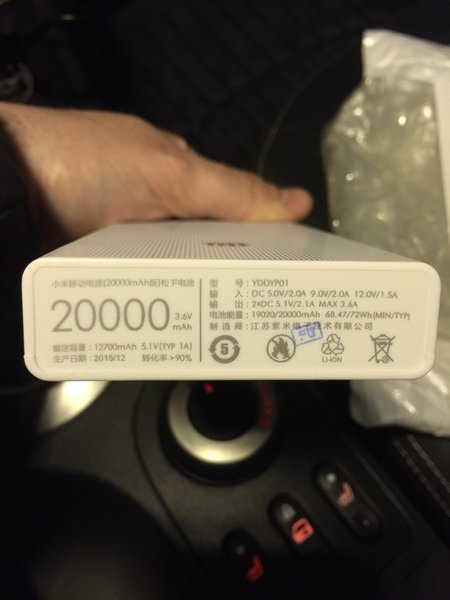 mi
小米移动电源(20000mAh版)松下电池
20000 3.6V mAh
额定容量：12700mAh 5.1V(TYP 1A)
生产日期：2015/12 转化率>90%
型 号：YDDYP01
输 入：DC 5.0V/2.0A 9.0V/2.0A 12.0V/1.5A
输 出：2×DC 5.1V/2.1A MAX 3.6A
电池能量：19020/20000mAh 68.47/72Wh(MIN/TYP)
制 造 商：江苏紫米电子技术有限公司
5
LI-ION